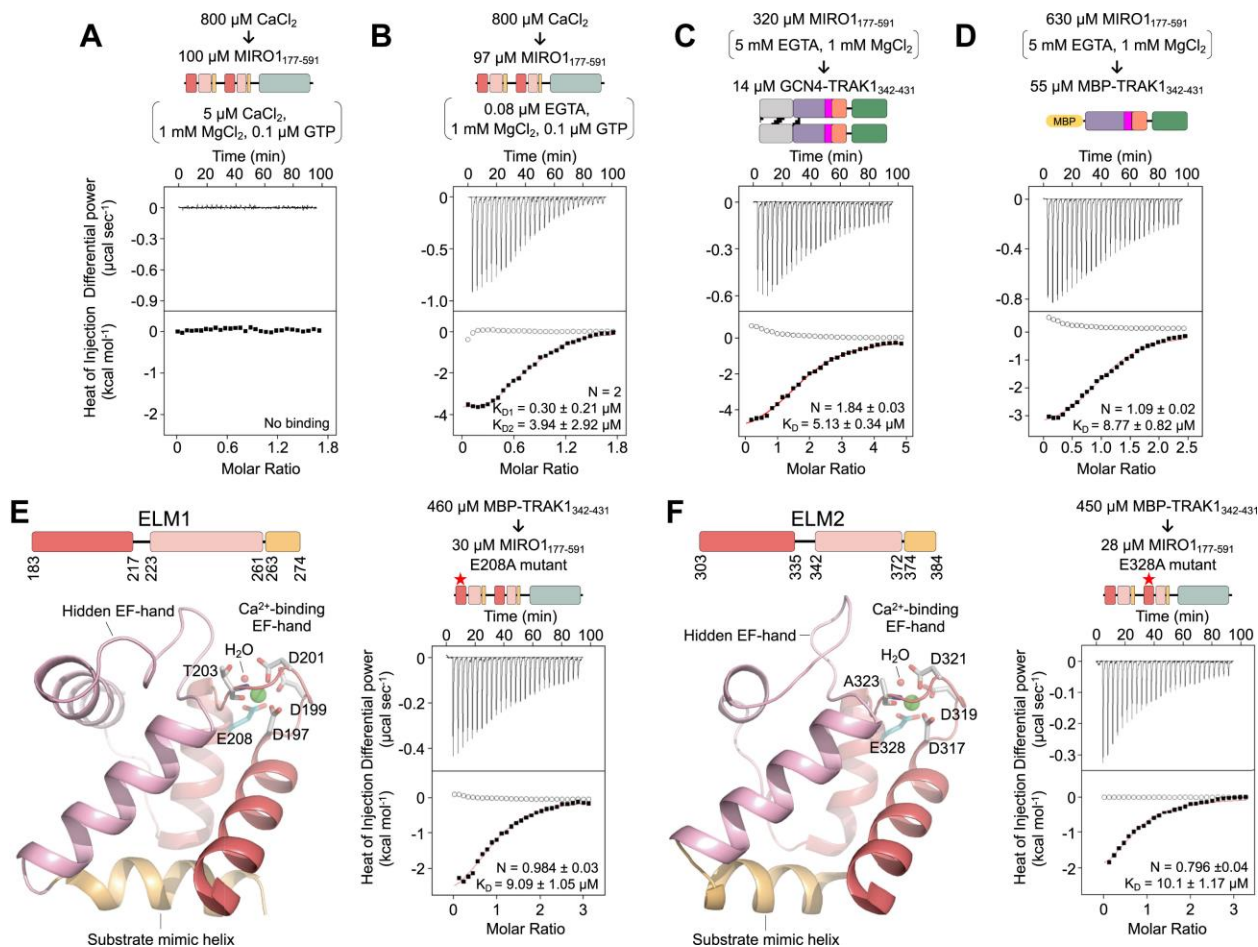 A
800 µM CaCl₂
100 µM MIRO1₁₇₇₋₅₉₁
5 µM CaCl₂,
1 mM MgCl₂, 0.1 µM GTP
Time (min)
0 20 40 60 80 100
Differential power
(µcal sec⁻¹)
0
-0.3
-0.6
-0.9
Heat of Injection
(kcal mol⁻¹)
0
-1
-2
No binding
0 0.6 1.2 1.8
Molar Ratio
B
800 µM CaCl₂
97 µM MIRO1₁₇₇₋₅₉₁
0.08 µM EGTA,
1 mM MgCl₂, 0.1 µM GTP
Time (min)
0 20 40 60 80 100
0
-0.5
-1.0
0
-2
-4
N = 2
K_D1 = 0.30 ± 0.21 µM
K_D2 = 3.94 ± 2.92 µM
0 0.6 1.2 1.8
Molar Ratio
C
320 µM MIRO1₁₇₇₋₅₉₁
5 mM EGTA, 1 mM MgCl₂
14 µM GCN4-TRAK1₃₄₂₋₄₃₁
Time (min)
0 20 40 60 80 100
0
-0.3
-0.6
0
-2
-4
N = 1.84 ± 0.03
K_D = 5.13 ± 0.34 µM
0 1 2 3 4 5
Molar Ratio
D
630 µM MIRO1₁₇₇₋₅₉₁
5 mM EGTA, 1 mM MgCl₂
55 µM MBP-TRAK1₃₄₂₋₄₃₁
MBP
Time (min)
0 20 40 60 80 100
0
-0.4
-0.8
0
-1
-2
-3
N = 1.09 ± 0.02
K_D = 8.77 ± 0.82 µM
0 0.5 1.0 1.5 2.0 2.5
Molar Ratio
E
ELM1
183 217 223 261 263 274
Hidden EF-hand
Ca²⁺-binding
EF-hand
H₂O
T203
D201
D199
E208
D197
Substrate mimic helix
460 µM MBP-TRAK1₃₄₂₋₄₃₁
30 µM MIRO1₁₇₇₋₅₉₁
E208A mutant
Time (min)
0 20 40 60 80 100
Differential power
(µcal sec⁻¹)
0
-0.2
-0.4
Heat of Injection
(kcal mol⁻¹)
0
-1
-2
N = 0.984 ±0.03
K_D = 9.09 ± 1.05 µM
0 1 2 3
Molar Ratio
F
ELM2
303 335 342 372 374 384
Hidden EF-hand
Ca²⁺-binding
EF-hand
H₂O
D321
A323
D319
E328
D317
Substrate mimic helix
450 µM MBP-TRAK1₃₄₂₋₄₃₁
28 µM MIRO1₁₇₇₋₅₉₁
E328A mutant
Time (min)
0 20 40 60 80 100
Differential power
(µcal sec⁻¹)
0
-0.1
-0.2
-0.3
Heat of Injection
(kcal mol⁻¹)
0
-1
-2
N = 0.796 ±0.04
K_D = 10.1 ± 1.17 µM
0 1 2 3
Molar Ratio